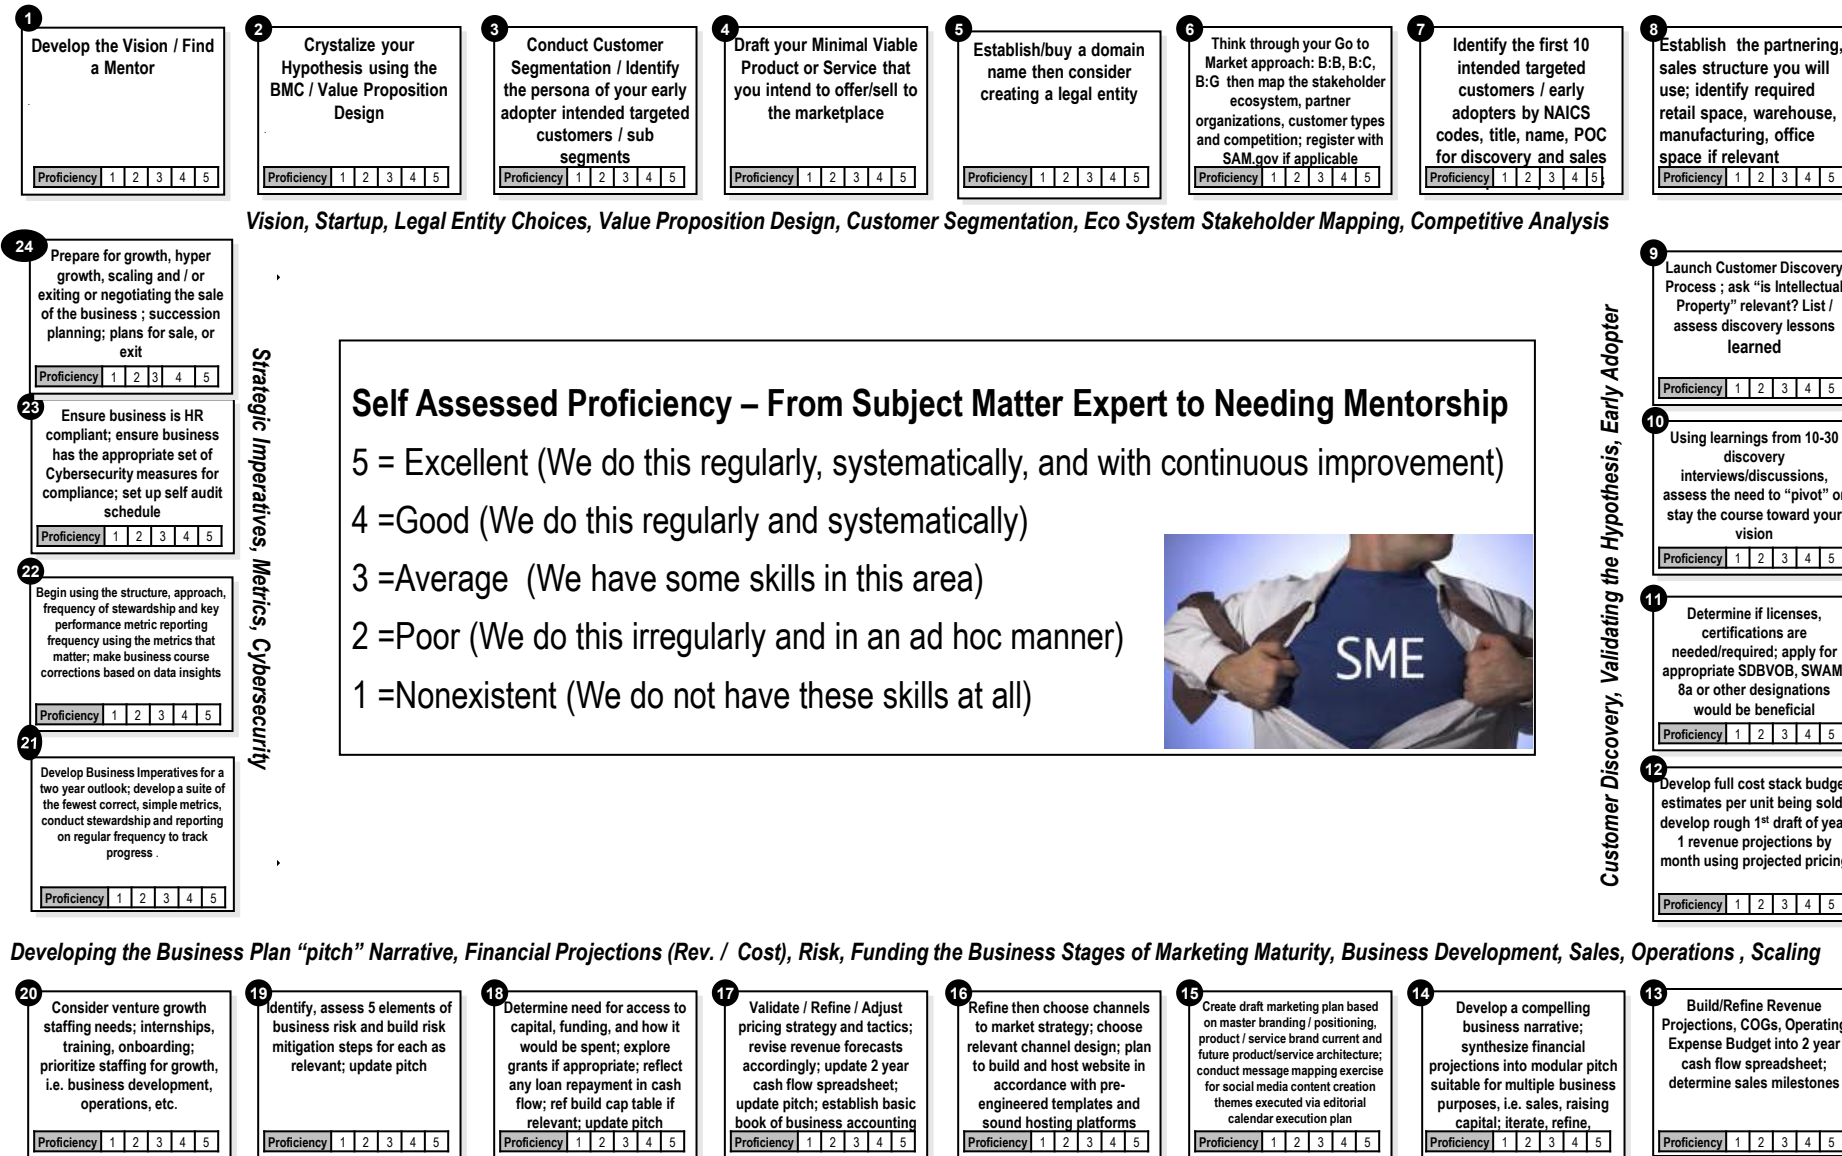 1
Develop the Vision / Find
a Mentor
Proficiency 1 2 3 4 5
2
Crystalize your
Hypothesis using the
BMC / Value Proposition
Design
Proficiency 1 2 3 4 5
3
Conduct Customer
Segmentation / Identify
the persona of your early
adopter intended targeted
customers / sub
segments
Proficiency 1 2 3 4 5
4
Draft your Minimal Viable
Product or Service that
you intend to offer/sell to
the marketplace
Proficiency 1 2 3 4 5
5
Establish/buy a domain
name then consider
creating a legal entity
Proficiency 1 2 3 4 5
6
Think through your Go to
Market approach: B:B, B:C,
B:G then map the stakeholder
ecosystem, partner
organizations, customer types
and competition; register with
SAM.gov if applicable
Proficiency 1 2 3 4 5
7
Identify the first 10
intended targeted
customers / early
adopters by NAICS
codes, title, name, POC
for discovery and sales
Proficiency 1 2 3 4 5
8
Establish the partnering,
sales structure you will
use; identify required
retail space, warehouse,
manufacturing, office
space if relevant
Proficiency 1 2 3 4 5
Vision, Startup, Legal Entity Choices, Value Proposition Design, Customer Segmentation, Eco System Stakeholder Mapping, Competitive Analysis
24
Prepare for growth, hyper
growth, scaling and / or
exiting or negotiating the sale
of the business ; succession
planning; plans for sale, or
exit
Proficiency 1 2 3 4 5
23
Ensure business is HR
compliant; ensure business
has the appropriate set of
Cybersecurity measures for
compliance; set up self audit
schedule
Proficiency 1 2 3 4 5
22
Begin using the structure, approach,
frequency of stewardship and key
performance metric reporting
frequency using the metrics that
matter; make business course
corrections based on data insights
Proficiency 1 2 3 4 5
21
Develop Business Imperatives for a
two year outlook; develop a suite of
the fewest correct, simple metrics,
conduct stewardship and reporting
on regular frequency to track
progress .
Proficiency 1 2 3 4 5
Strategic Imperatives, Metrics, Cybersecurity
Self Assessed Proficiency – From Subject Matter Expert to Needing Mentorship
5 = Excellent (We do this regularly, systematically, and with continuous improvement)
4 =Good (We do this regularly and systematically)
3 =Average (We have some skills in this area)
2 =Poor (We do this irregularly and in an ad hoc manner)
1 =Nonexistent (We do not have these skills at all)
SME
Customer Discovery, Validating the Hypothesis, Early Adopter
9
Launch Customer Discovery
Process ; ask “is Intellectual
Property” relevant? List /
assess discovery lessons
learned
Proficiency 1 2 3 4 5
10
Using learnings from 10-30
discovery
interviews/discussions,
assess the need to “pivot” or
stay the course toward your
vision
Proficiency 1 2 3 4 5
11
Determine if licenses,
certifications are
needed/required; apply for
appropriate SDBVOB, SWAM
8a or other designations
would be beneficial
Proficiency 1 2 3 4 5
12
Develop full cost stack
estimates per unit being sold
develop rough 1st draft of
1 revenue projections by
month using projected
Proficiency 1 2 3 4 5
Developing the Business Plan “pitch” Narrative, Financial Projections (Rev. / Cost), Risk, Funding the Business Stages of Marketing Maturity, Business Development, Sales, Operations , Scaling
20
Consider venture growth
staffing needs; internships,
training, onboarding;
prioritize staffing for growth,
i.e. business development,
operations, etc.
Proficiency 1 2 3 4 5
19
Identify, assess 5 elements of
business risk and build risk
mitigation steps for each as
relevant; update pitch
Proficiency 1 2 3 4 5
18
Determine need for access to
capital, funding, and how it
would be spent; explore
grants if appropriate; reflect
any loan repayment in cash
flow; ref build cap table if
relevant; update pitch
Proficiency 1 2 3 4 5
17
Validate / Refine / Adjust
pricing strategy and tactics;
revise revenue forecasts
accordingly; update 2 year
cash flow spreadsheet;
update pitch; establish basic
book of business accounting
Proficiency 1 2 3 4 5
16
Refine then choose channels
to market strategy; choose
relevant channel design; plan
to build and host website in
accordance with pre-
engineered templates and
sound hosting platforms
Proficiency 1 2 3 4 5
15
Create draft marketing plan based
on master branding / positioning,
product / service brand current and
future product/service architecture;
conduct message mapping exercise
for social media content creation
themes executed via editorial
calendar execution plan
Proficiency 1 2 3 4 5
14
Develop a compelling
business narrative;
synthesize financial
projections into modular pitch
suitable for multiple business
purposes, i.e. sales, raising
capital; iterate, refine,
Proficiency 1 2 3 4 5
13
Build/Refine Revenue
Projections, COGs, Operating
Expense Budget into 2 year
cash flow spreadsheet;
determine sales milestones
Proficiency 1 2 3 4 5